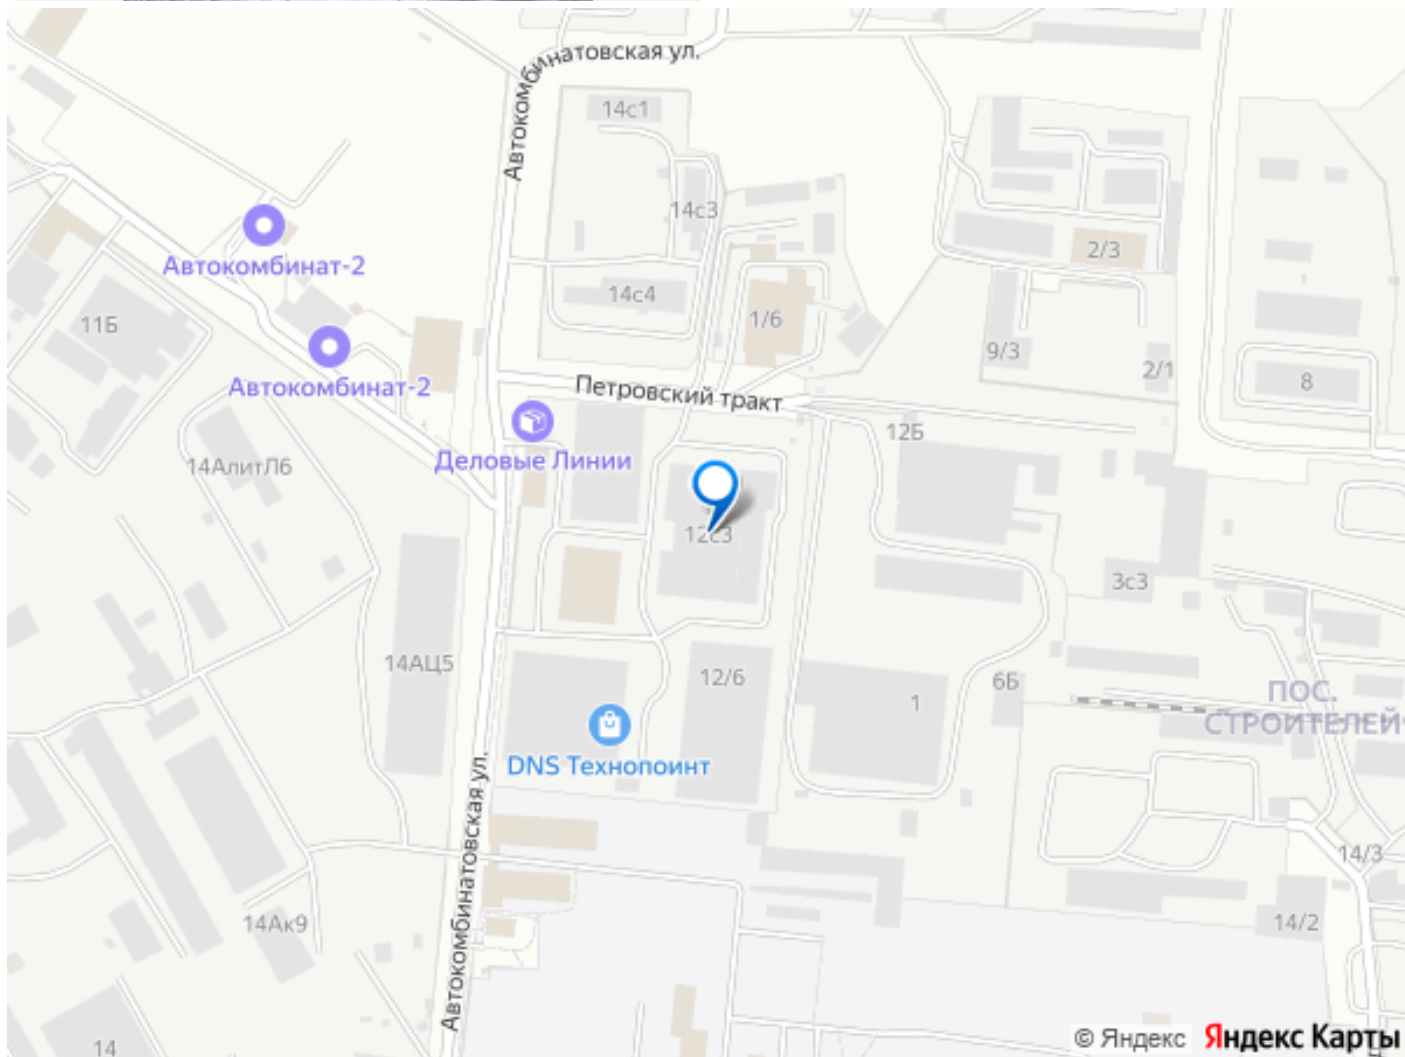 Автокомбинатовская ул.
14с1
14с3
2/3
Автокомбинат-2
14с4
1/6
11Б
9/3
2/1
8
Автокомбинат-2
Петровский тракт
12Б
Деловые Линии
14АлитЛ6
12с3
3с3
14АЦ5
12/6
6Б
1
ПОС.
СТРОИТЕЛЕЙ
DNS Технопоинт
Автокомбинатовская ул.
14/3
14Ак9
14/2
14
© Яндекс Яндекс Карты